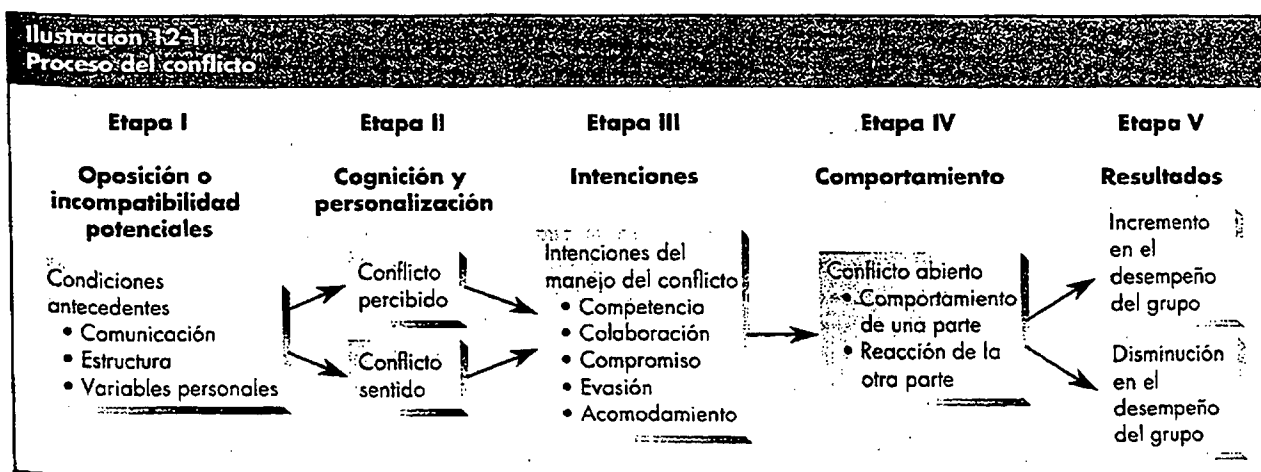 Ilustración 12-1
Proceso del conflicto
Etapa I
Oposición o
incompatibilidad
potenciales
Condiciones
antecedentes
• Comunicación
• Estructura
• Variables personales
Etapa II
Cognición y
personalización
Conflicto
percibido
Conflicto
sentido
Etapa III
Intenciones
Intenciones del
manejo del conflicto
• Competencia
• Colaboración
• Compromiso
• Evasión
• Acomodamiento
Etapa IV
Comportamiento
Conflicto abierto
• Comportamiento
de una parte
• Reacción de la
otra parte
Etapa V
Resultados
Incremento
en el
desempeño
del grupo
Disminución
en el
desempeño
del grupo